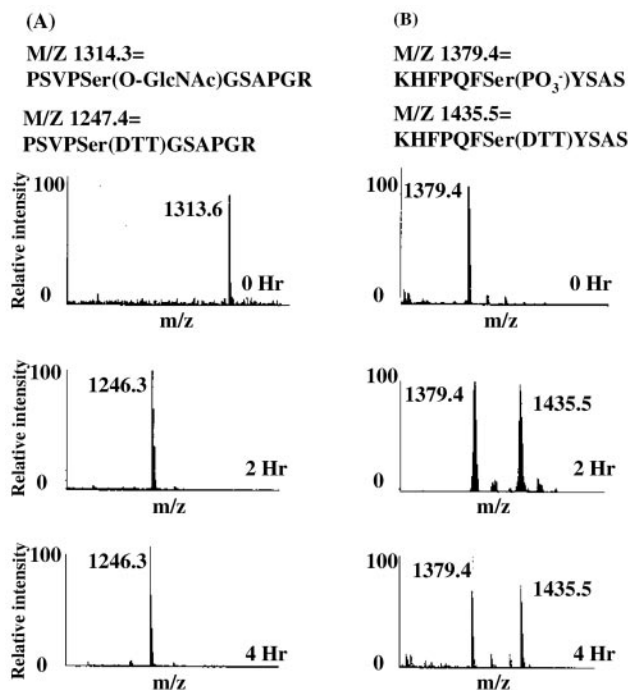 (A)
M/Z 1314.3=
PSVPSer(O-GlcNAc)GSAPGR
M/Z 1247.4=
PSVPSer(DTT)GSAPGR
Relative intensity
100
0
1313.6
0 Hr
m/z
Relative intensity
100
0
1246.3
2 Hr
m/z
Relative intensity
100
100
1246.3
4 Hr
m/z
(B)
M/Z 1379.4=
KHFPQFSer(PO₃⁻)YSAS
M/Z 1435.5=
KHFPQFSer(DTT)YSAS
100
0
1379.4
0 Hr
m/z
100
0
1379.4
1435.5
2 Hr
m/z
100
0
1379.4
1435.5
4 Hr
m/z